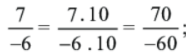 7/-6 = 7.10/-6.10 = 70/-60;